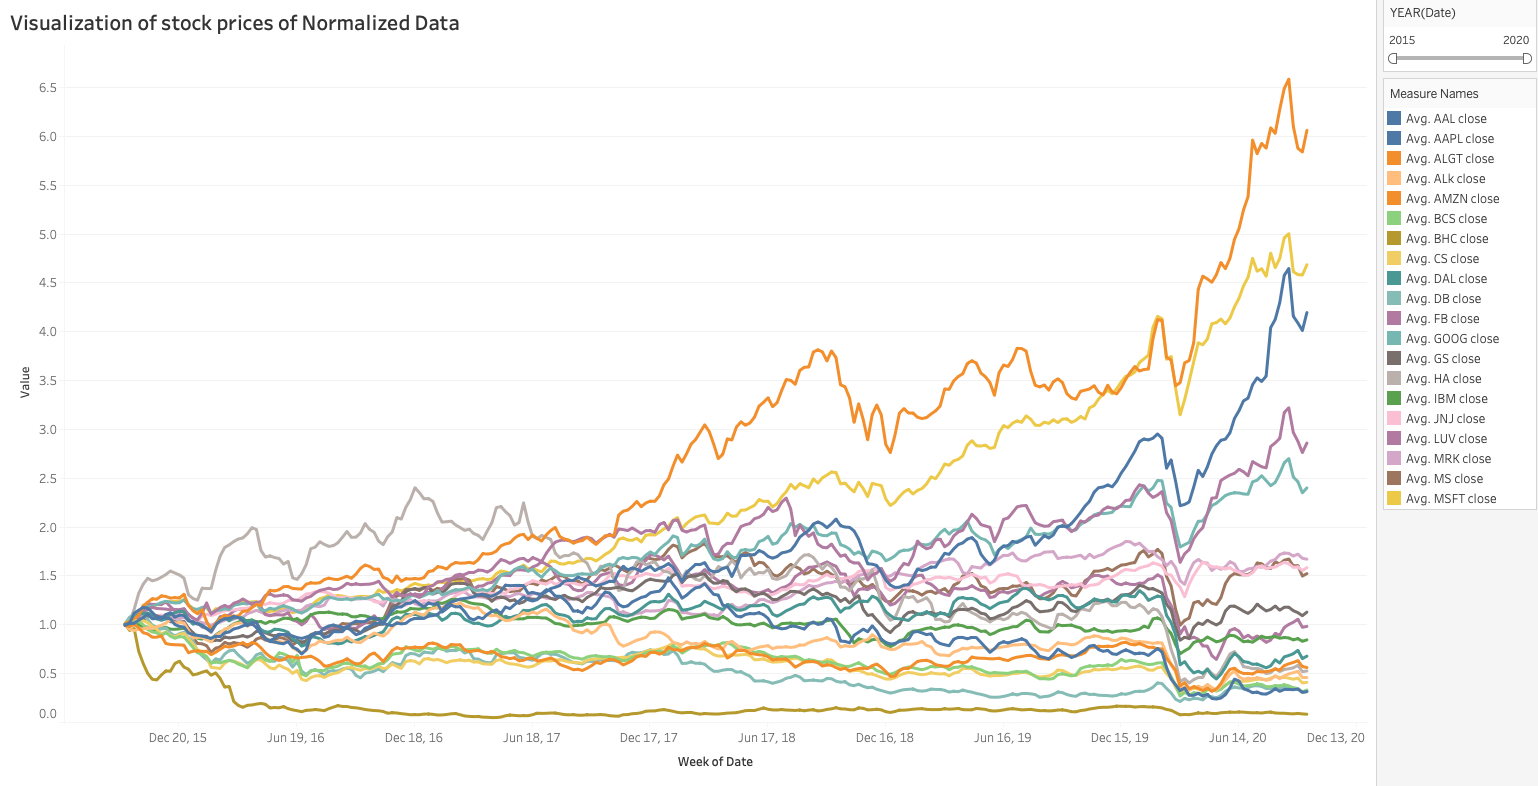 Visualization of stock prices of Normalized Data
6.5
6.0
5.5
5.0
4.5
4.0
3.5
3.0
2.5
2.0
1.5
1.0
0.5
0.0
Value
Dec 20, 15
Jun 19, 16
Dec 18, 16
Jun 18, 17
Dec 17, 17
Jun 17, 18
Dec 16, 18
Jun 16, 19
Dec 15, 19
Jun 14, 20
Dec 13, 20
Week of Date
YEAR(Date)
2015 2020
Measure Names
Avg. AAL close
Avg. AAPL close
Avg. ALGT close
Avg. ALk close
Avg. AMZN close
Avg. BCS close
Avg. BHC close
Avg. CS close
Avg. DAL close
Avg. DB close
Avg. FB close
Avg. GOOG close
Avg. GS close
Avg. HA close
Avg. IBM close
Avg. JNJ close
Avg. LUV close
Avg. MRK close
Avg. MS close
Avg. MSFT close